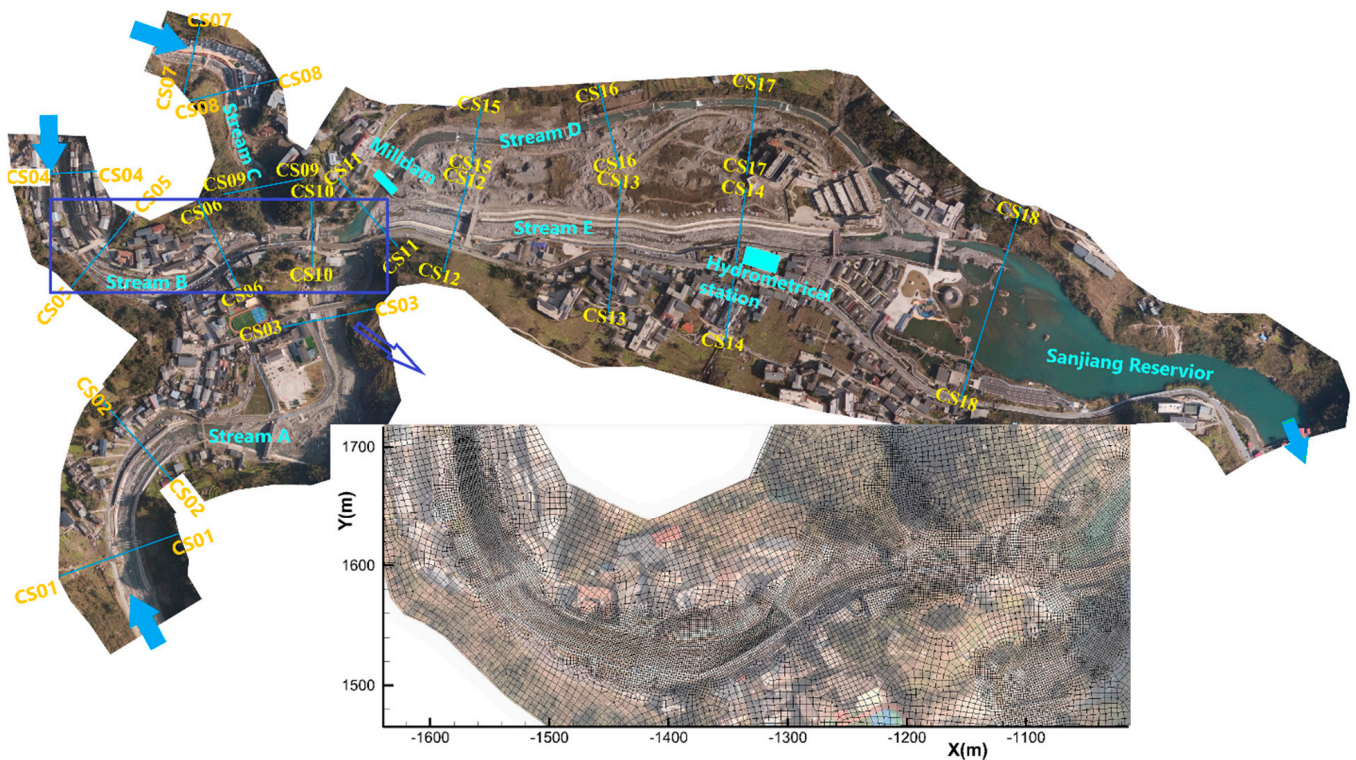 CS07
CS07
CS08
CS08
Stream C
CS04
CS04
CS05
CS05
CS06
CS06
CS09
CS09
CS10
CS10
CS11
CS11
Milldam
Stream B
CS03
CS03
CS02
CS02
Stream A
CS01
CS01
CS15
CS15
CS12
CS12
Stream D
CS16
CS16
CS13
CS13
CS17
CS17
CS14
CS14
Stream E
Hydrometrical
station
CS18
CS18
Sanjiang Reservior
1700
1600
1500
Y(m)
-1600
-1500
-1400
-1300
-1200
-1100
X(m)